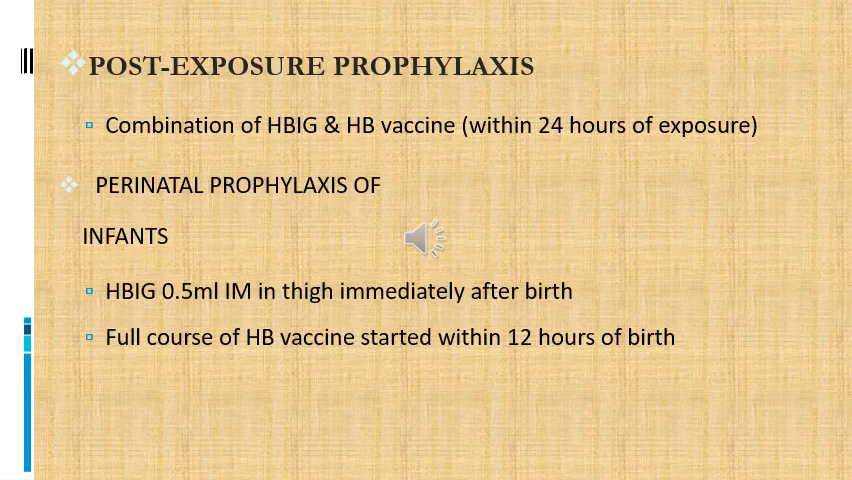 POST-EXPOSURE PROPHYLAXIS
Combination of HBIG & HB vaccine (within 24 hours of exposure)
PERINATAL PROPHYLAXIS OF
INFANTS
HBIG 0.5ml IM in thigh immediately after birth
Full course of HB vaccine started within 12 hours of birth